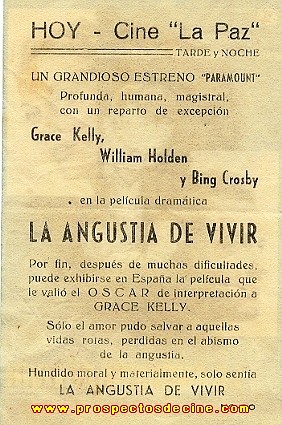 HOY - Cine "La Paz"
TARDE y NOCHE
UN GRANDIOSO ESTRENO "PARAMOUNT"
Profunda, humana, magistral,
con un reparto de excepción
Grace Kelly,
William Holden
y Bing Crosby
en la película dramática
LA ANGUSTIA DE VIVIR
Por fin, después de muchas dificultades,
puede exhibirse en España la película que
le valió el OSCAR de interpretación a
GRACE KELLY.
Sólo el amor pudo salvar a aquellas
vidas rotas, perdidas en el abismo
de la angustia.
Hundido moral y materialmente, solo sentía
LA ANGUSTIA DE VIVIR
www.prospectosdecine.com